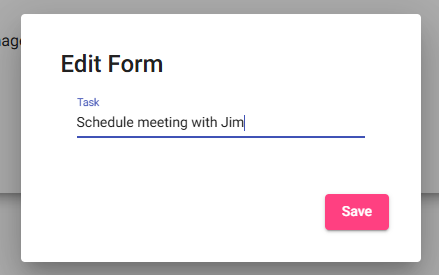 Edit Form
Task
Schedule meeting with Jim
Save